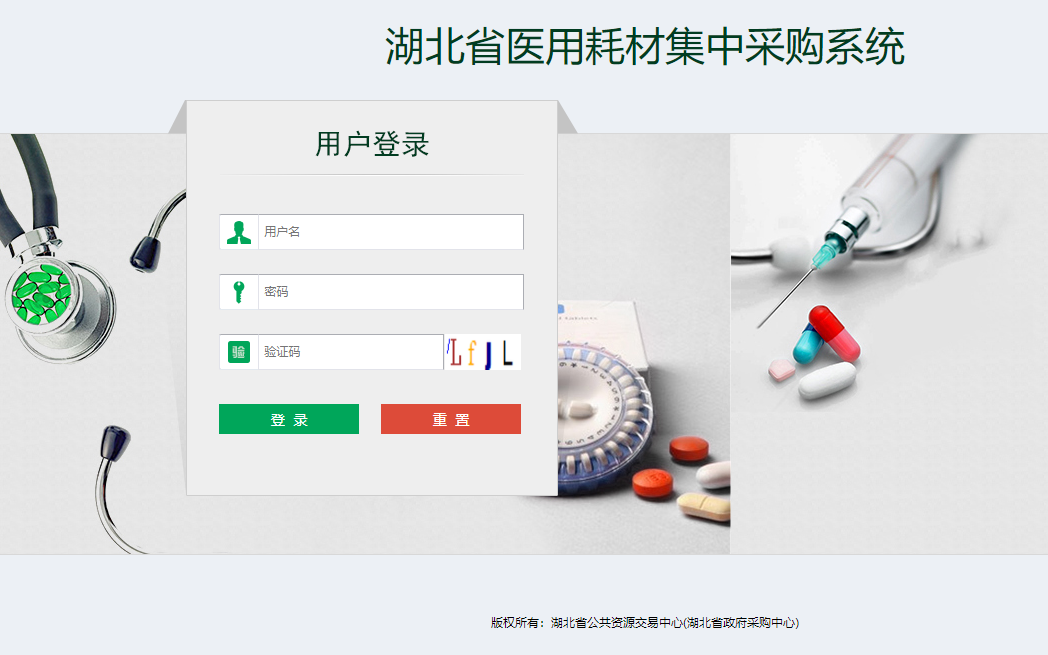 湖北省医用耗材集中采购系统
用户登录
用户名
密码
验 验证码
LfJL
登 录 重 置
版权所有：湖北省公共资源交易中心(湖北省政府采购中心)